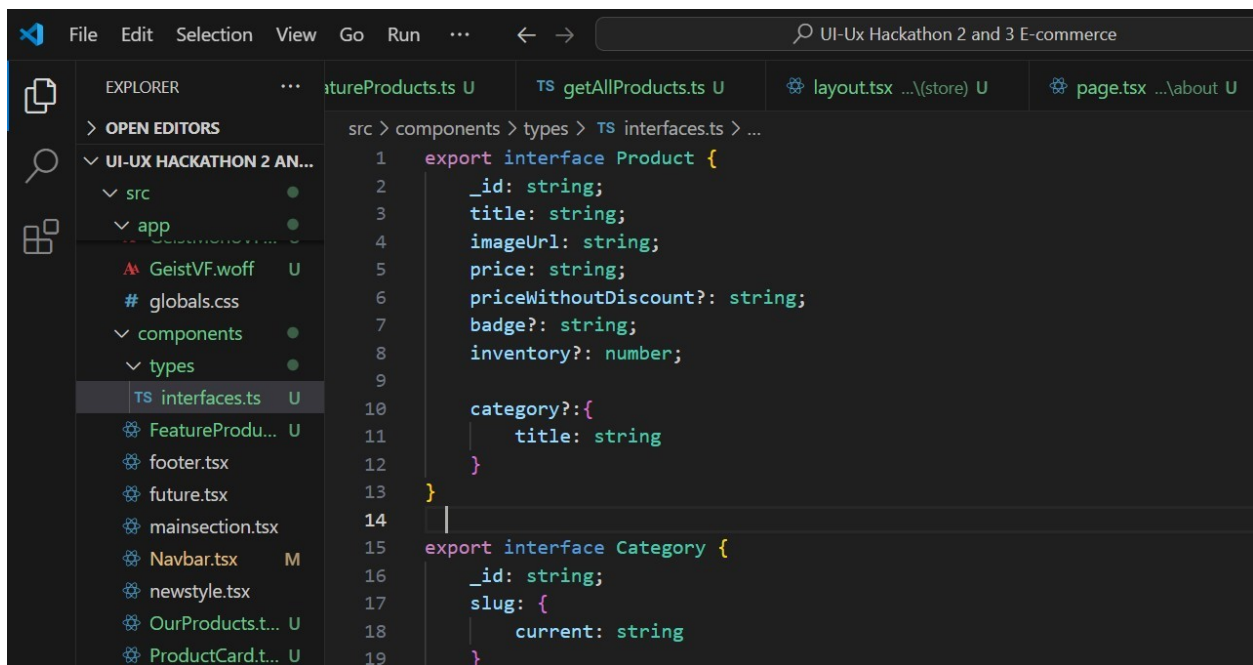 File Edit Selection View Go Run ··· ← → UI-Ux Hackathon 2 and 3 E-commerce
EXPLORER ···
atureProducts.ts U TS getAllProducts.ts U layout.tsx ...\(store) U page.tsx ...\about U
> OPEN EDITORS
UI-UX HACKATHON 2 AN...
src
app
GeistVF.woff U
# globals.css
components
types
TS interfaces.ts U
FeatureProdu... U
footer.tsx
future.tsx
mainsection.tsx
Navbar.tsx M
newstyle.tsx
OurProducts.t... U
ProductCard.t... U
src > components > types > TS interfaces.ts > ...
1 export interface Product {
2 _id: string;
3 title: string;
4 imageUrl: string;
5 price: string;
6 priceWithoutDiscount?: string;
7 badge?: string;
8 inventory?: number;
9
10 category?:{
11 title: string
12 }
13 }
14
15 export interface Category {
16 _id: string;
17 slug: {
18 current: string
19 }